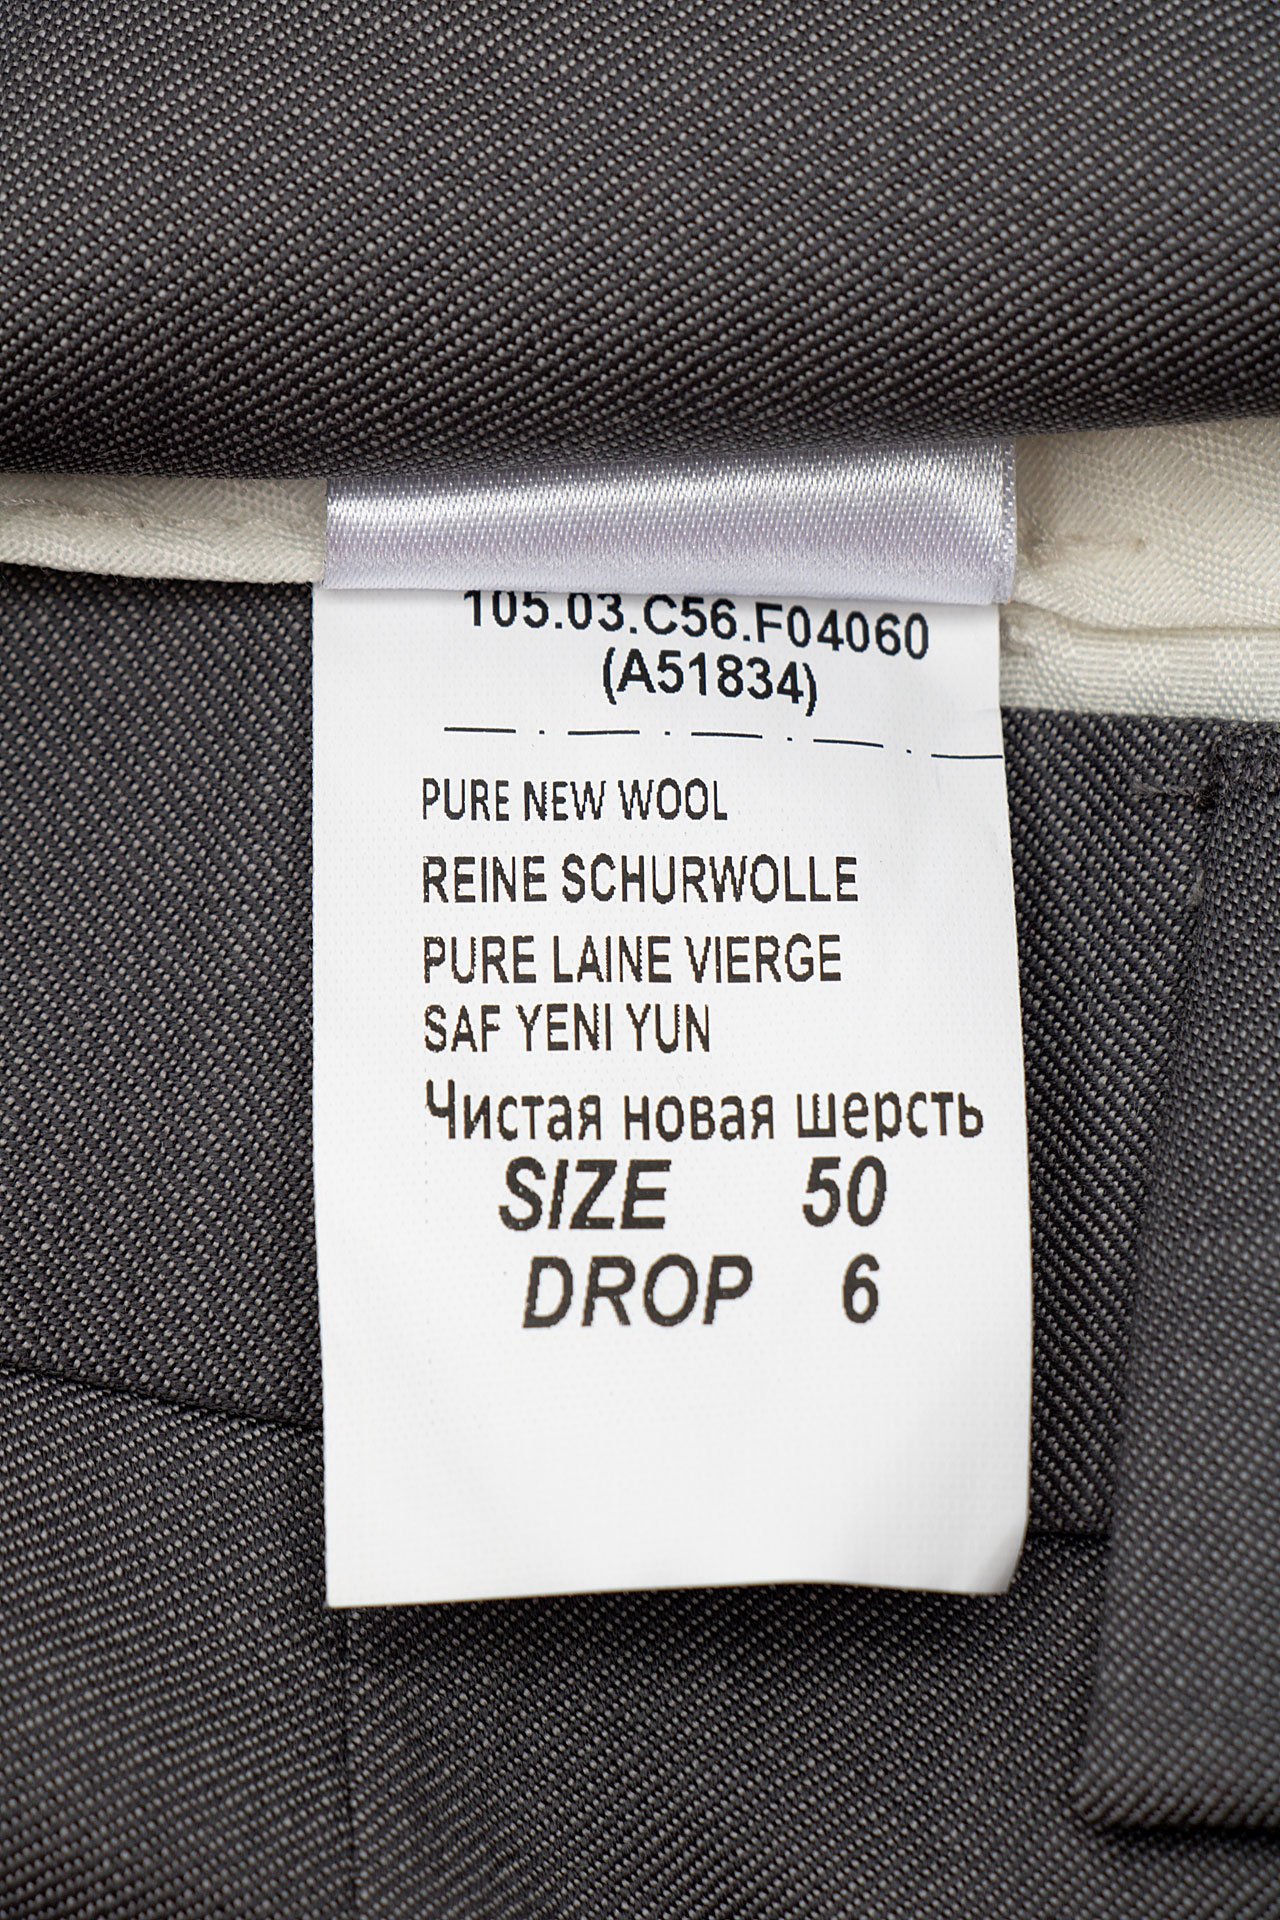 105.03.C56.F04060
(A51834)
PURE NEW WOOL
REINE SCHURWOLLE
PURE LAINE VIERGE
SAF YENI YUN
Чистая новая шерсть
SIZE 50
DROP 6